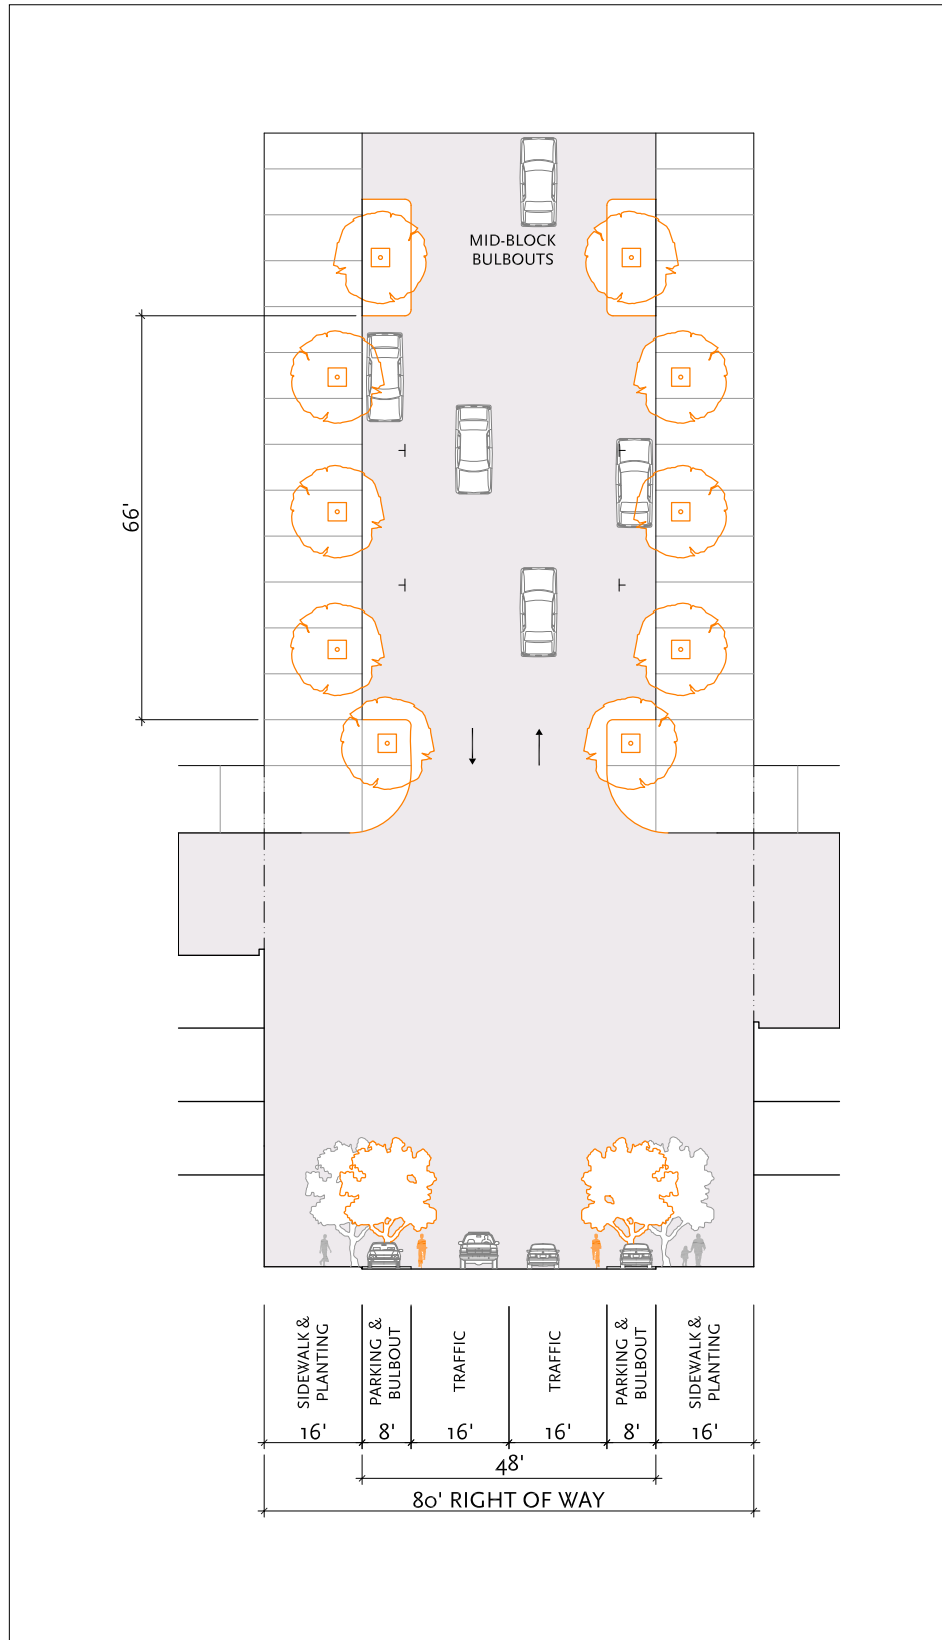 MID-BLOCK
BULBOUTS
66'
SIDEWALK &
PLANTING
PARKING &
BULBOUT
TRAFFIC
TRAFFIC
PARKING &
BULBOUT
SIDEWALK &
PLANTING
16'
8'
16'
16'
8'
16'
48'
80' RIGHT OF WAY